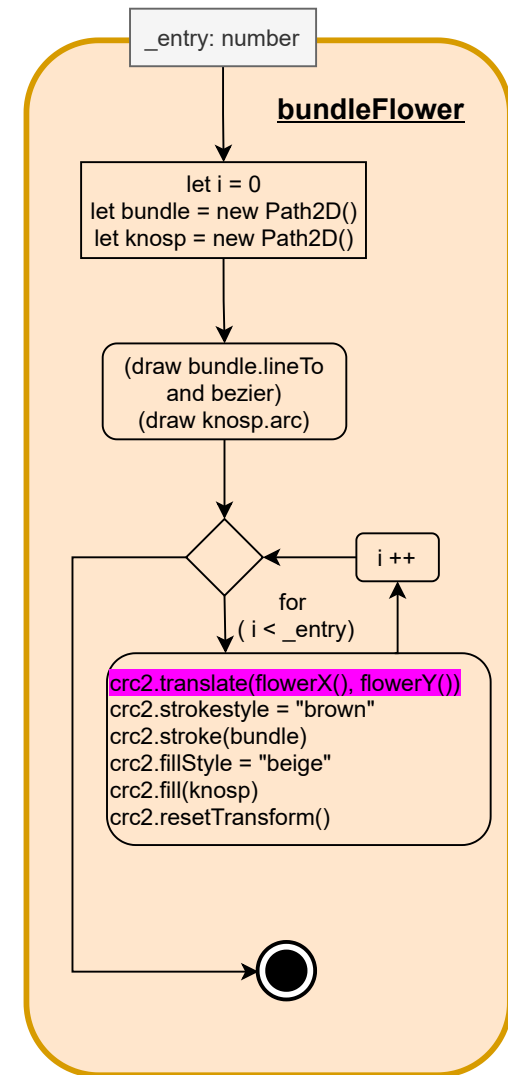 _entry: number
bundleFlower
let i = 0
let bundle = new Path2D()
let knosp = new Path2D()
(draw bundle.lineTo
and bezier)
(draw knosp.arc)
i ++
for
( i < _entry)
crc2.translate(flowerX(), flowerY())
crc2.strokestyle = "brown"
crc2.stroke(bundle)
crc2.fillStyle = "beige"
crc2.fill(knosp)
crc2.resetTransform()